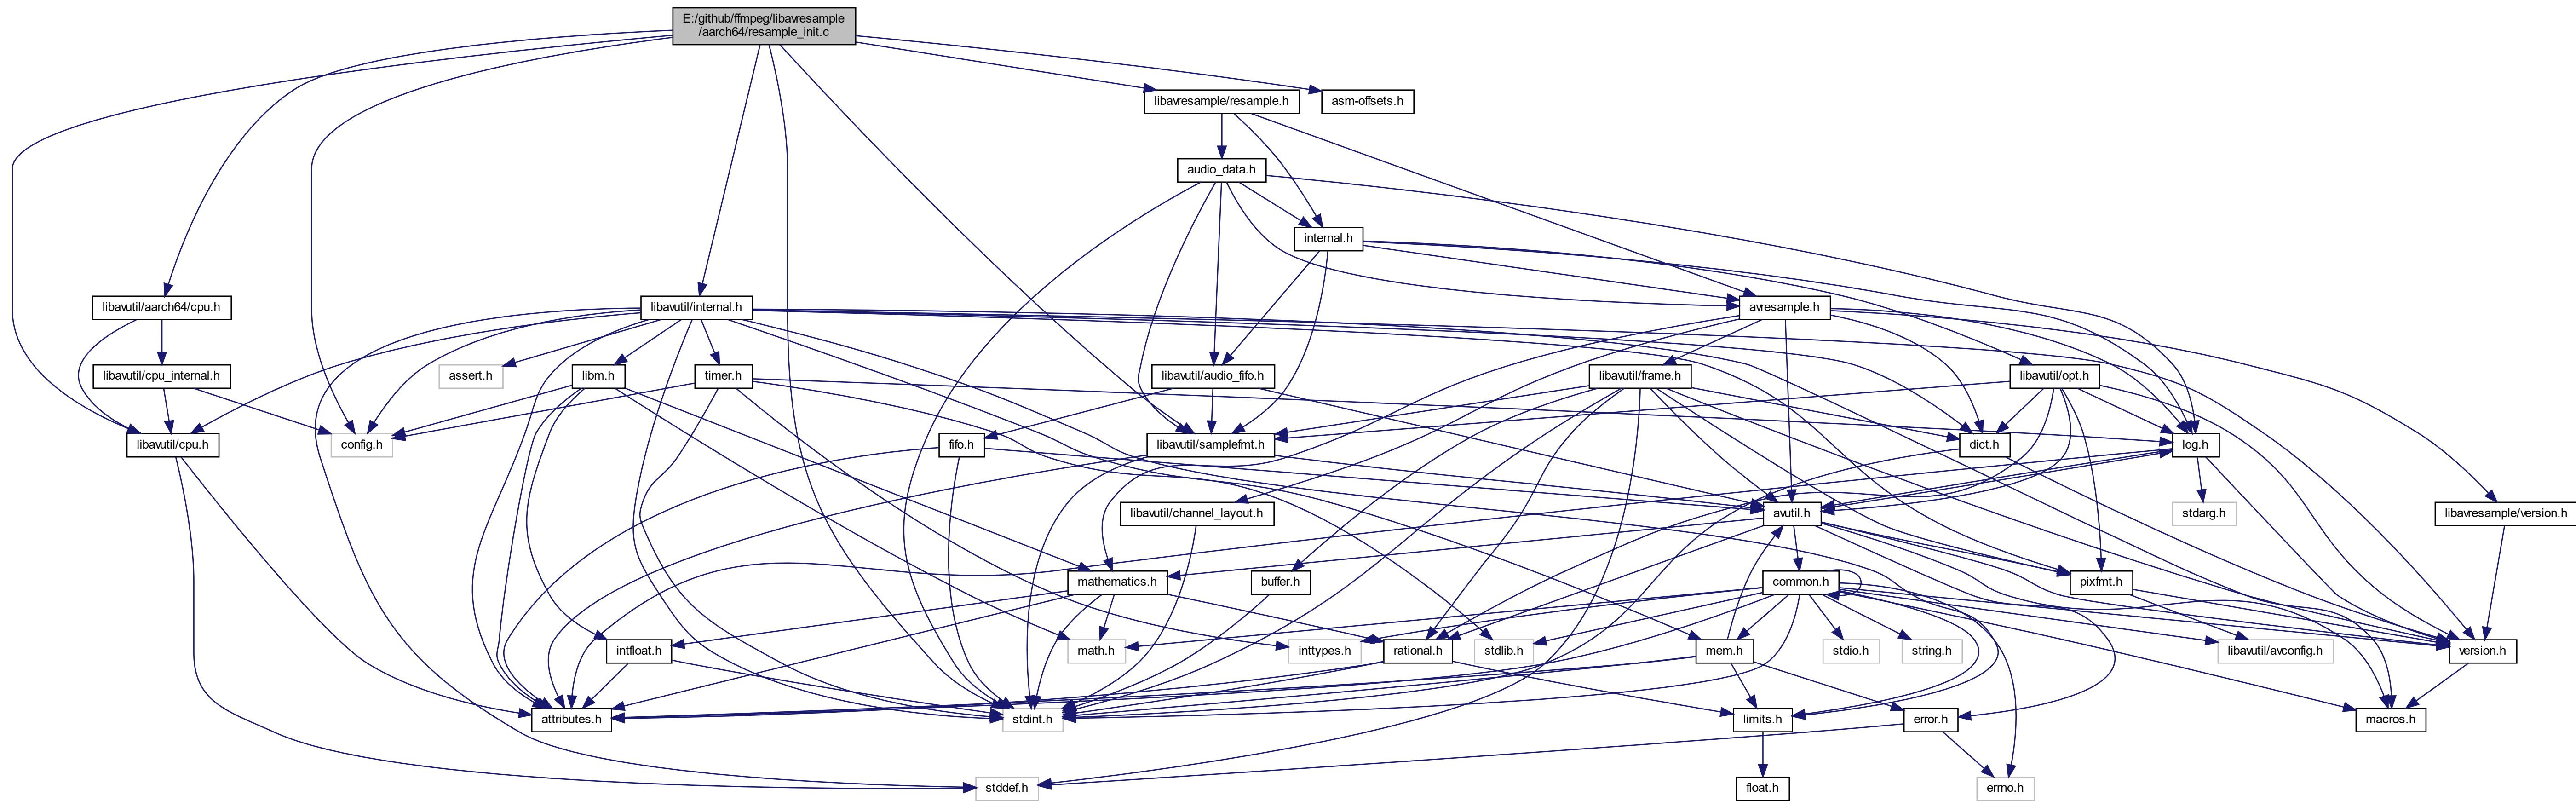 E:/github/ffmpeg/libavresample
/aarch64/resample_init.c
libavresample/resample.h
asm-offsets.h
audio_data.h
internal.h
libavutil/aarch64/cpu.h
libavutil/internal.h
avresample.h
libavutil/cpu_internal.h
assert.h
libm.h
timer.h
libavutil/audio_fifo.h
libavutil/frame.h
libavutil/opt.h
libavutil/cpu.h
config.h
fifo.h
libavutil/samplefmt.h
dict.h
log.h
libavutil/channel_layout.h
avutil.h
stdarg.h
libavresample/version.h
mathematics.h
buffer.h
common.h
pixfmt.h
intfloat.h
math.h
inttypes.h
rational.h
stdlib.h
mem.h
stdio.h
string.h
libavutil/avconfig.h
version.h
attributes.h
stdint.h
limits.h
error.h
macros.h
stddef.h
float.h
errno.h